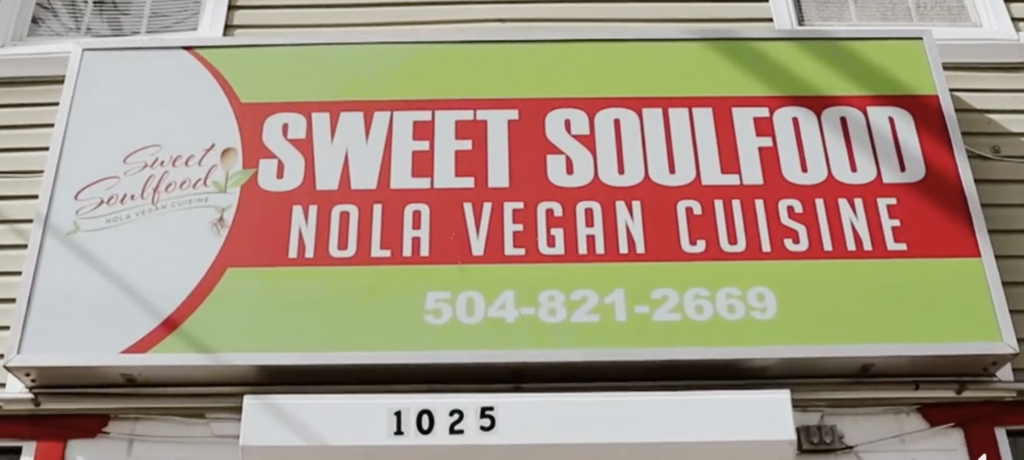 Sweet
Soulfood
NOLA VEGAN CUISINE
SWEET SOULFOOD
NOLA VEGAN CUISINE
504-821-2669
1025